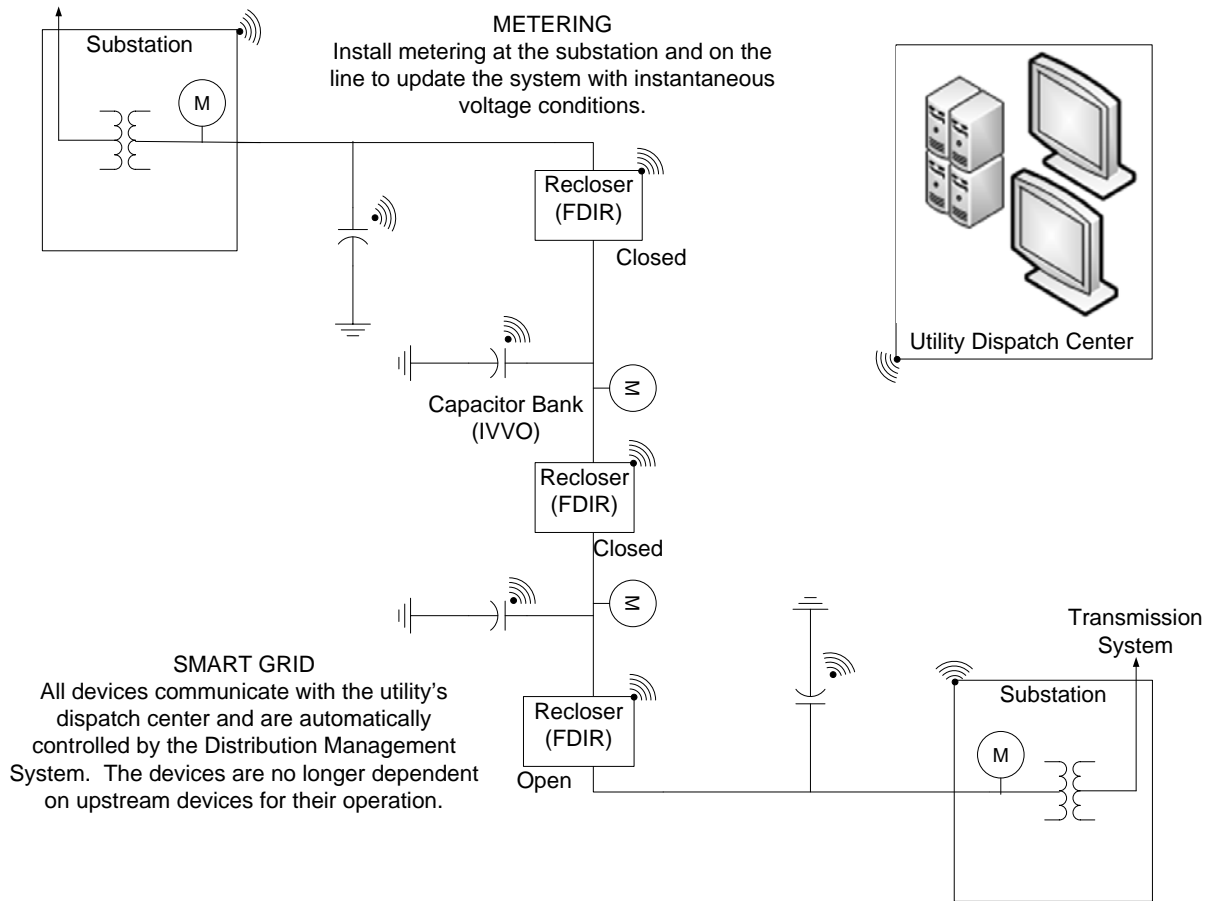 METERING
Install metering at the substation and on the
line to update the system with instantaneous
voltage conditions.
Substation
M
Recloser
(FDIR)
Closed
Utility Dispatch Center
M
Capacitor Bank
(IVVO)
Recloser
(FDIR)
Closed
M
SMART GRID
All devices communicate with the utility's
dispatch center and are automatically
controlled by the Distribution Management
System.  The devices are no longer dependent
on upstream devices for their operation.
Recloser
(FDIR)
Open
Transmission
System
Substation
M